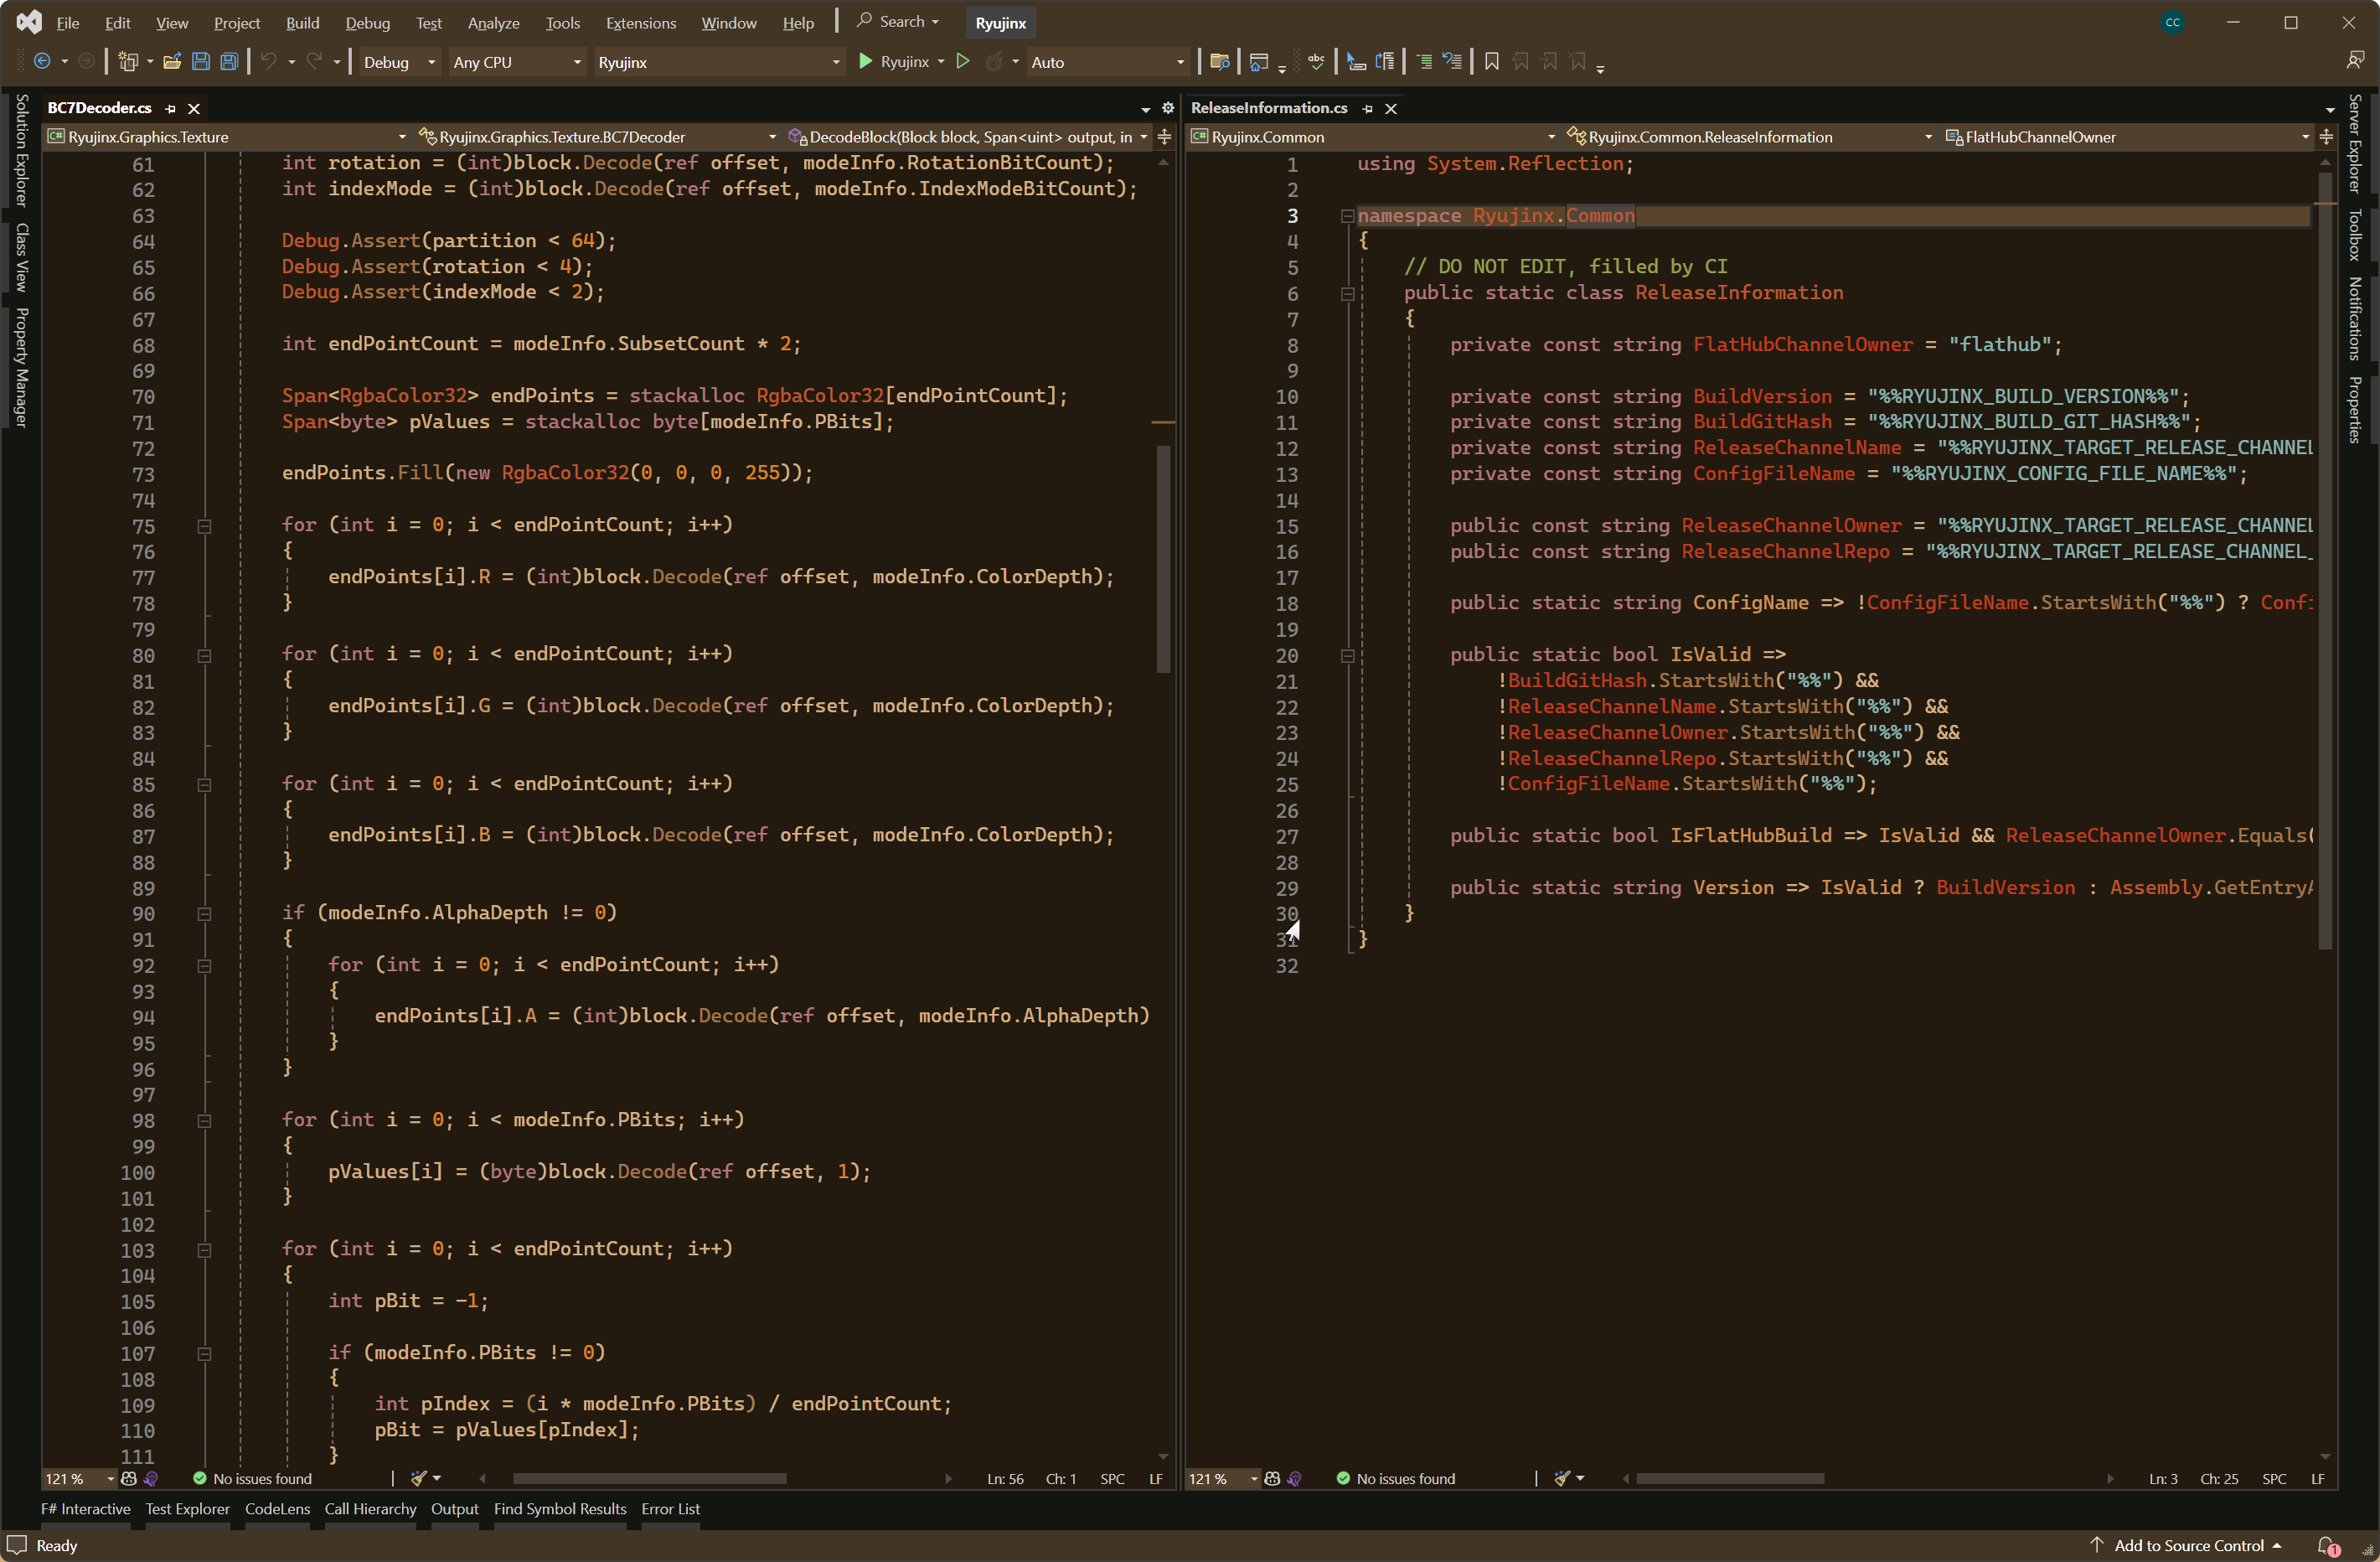 File Edit View Project Build Debug Test Analyze Tools Extensions Window Help Search Ryujinx CC
Debug Any CPU Ryujinx Ryujinx Auto abc
BC7Decoder.cs
Ryujinx.Graphics.Texture Ryujinx.Graphics.Texture.BC7Decoder DecodeBlock(Block block, Span<uint> output, in
61 int rotation = (int)block.Decode(ref offset, modeInfo.RotationBitCount);
62 int indexMode = (int)block.Decode(ref offset, modeInfo.IndexModeBitCount);
63
64 Debug.Assert(partition < 64);
65 Debug.Assert(rotation < 4);
66 Debug.Assert(indexMode < 2);
67
68 int endPointCount = modeInfo.SubsetCount * 2;
69
70 Span<RgbaColor32> endPoints = stackalloc RgbaColor32[endPointCount];
71 Span<byte> pValues = stackalloc byte[modeInfo.PBits];
72
73 endPoints.Fill(new RgbaColor32(0, 0, 0, 255));
74
75 for (int i = 0; i < endPointCount; i++)
76 {
77 endPoints[i].R = (int)block.Decode(ref offset, modeInfo.ColorDepth);
78 }
79
80 for (int i = 0; i < endPointCount; i++)
81 {
82 endPoints[i].G = (int)block.Decode(ref offset, modeInfo.ColorDepth);
83 }
84
85 for (int i = 0; i < endPointCount; i++)
86 {
87 endPoints[i].B = (int)block.Decode(ref offset, modeInfo.ColorDepth);
88 }
89
90 if (modeInfo.AlphaDepth != 0)
91 {
92 for (int i = 0; i < endPointCount; i++)
93 {
94 endPoints[i].A = (int)block.Decode(ref offset, modeInfo.AlphaDepth)
95 }
96 }
97
98 for (int i = 0; i < modeInfo.PBits; i++)
99 {
100 pValues[i] = (byte)block.Decode(ref offset, 1);
101 }
102
103 for (int i = 0; i < endPointCount; i++)
104 {
105 int pBit = -1;
106
107 if (modeInfo.PBits != 0)
108 {
109 int pIndex = (i * modeInfo.PBits) / endPointCount;
110 pBit = pValues[pIndex];
111 }
121 % No issues found Ln: 56 Ch: 1 SPC LF
ReleaseInformation.cs
Ryujinx.Common Ryujinx.Common.ReleaseInformation FlatHubChannelOwner
1 using System.Reflection;
2
3 namespace Ryujinx.Common
4 {
5 // DO NOT EDIT, filled by CI
6 public static class ReleaseInformation
7 {
8 private const string FlatHubChannelOwner = "flathub";
9
10 private const string BuildVersion = "%%RYUJINX_BUILD_VERSION%%";
11 private const string BuildGitHash = "%%RYUJINX_BUILD_GIT_HASH%%";
12 private const string ReleaseChannelName = "%%RYUJINX_TARGET_RELEASE_CHANNEL
13 private const string ConfigFileName = "%%RYUJINX_CONFIG_FILE_NAME%%";
14
15 public const string ReleaseChannelOwner = "%%RYUJINX_TARGET_RELEASE_CHANNEL
16 public const string ReleaseChannelRepo = "%%RYUJINX_TARGET_RELEASE_CHANNEL_
17
18 public static string ConfigName => !ConfigFileName.StartsWith("%%") ? Confi
19
20 public static bool IsValid =>
21 !BuildGitHash.StartsWith("%%") &&
22 !ReleaseChannelName.StartsWith("%%") &&
23 !ReleaseChannelOwner.StartsWith("%%") &&
24 !ReleaseChannelRepo.StartsWith("%%") &&
25 !ConfigFileName.StartsWith("%%");
26
27 public static bool IsFlatHubBuild => IsValid && ReleaseChannelOwner.Equals(
28
29 public static string Version => IsValid ? BuildVersion : Assembly.GetEntryA
30 }
31 }
32
121 % No issues found Ln: 3 Ch: 25 SPC LF
Solution Explorer
Class View
Property Manager
Server Explorer
Toolbox
Notifications
Properties
F# Interactive Test Explorer CodeLens Call Hierarchy Output Find Symbol Results Error List
Ready Add to Source Control 1